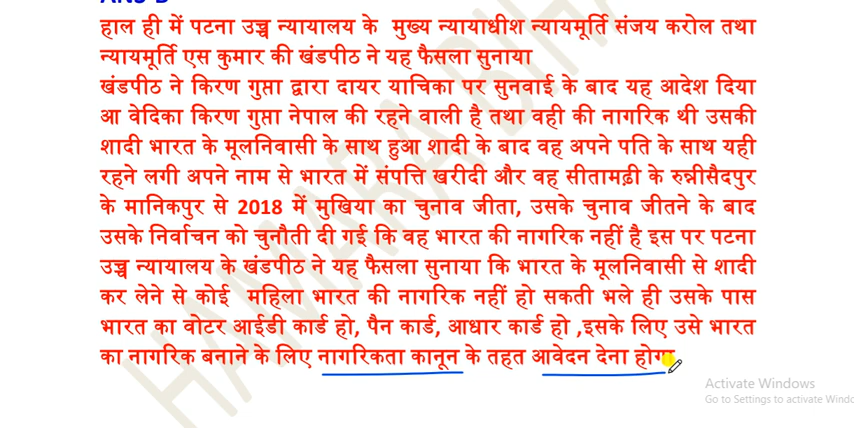 ANS B
हाल ही में पटना उच्च न्यायालय के मुख्य न्यायाधीश न्यायमूर्ति संजय करोल तथा
न्यायमूर्ति एस कुमार की खंडपीठ ने यह फैसला सुनाया
खंडपीठ ने किरण गुप्ता द्वारा दायर याचिका पर सुनवाई के बाद यह आदेश दिया
आ वेदिका किरण गुप्ता नेपाल की रहने वाली है तथा वही की नागरिक थी उसकी
शादी भारत के मूलनिवासी के साथ हुआ शादी के बाद वह अपने पति के साथ यही
रहने लगी अपने नाम से भारत में संपत्ति खरीदी और वह सीतामढ़ी के रुन्नीसैदपुर
के मानिकपुर से 2018 में मुखिया का चुनाव जीता, उसके चुनाव जीतने के बाद
उसके निर्वाचन को चुनौती दी गई कि वह भारत की नागरिक नहीं है इस पर पटना
उच्च न्यायालय के खंडपीठ ने यह फैसला सुनाया कि भारत के मूलनिवासी से शादी
कर लेने से कोई महिला भारत की नागरिक नहीं हो सकती भले ही उसके पास
भारत का वोटर आईडी कार्ड हो, पैन कार्ड, आधार कार्ड हो ,इसके लिए उसे भारत
का नागरिक बनाने के लिए नागरिकता कानून के तहत आवेदन देना होगा
Activate Windows
Go to Settings to activate Windo